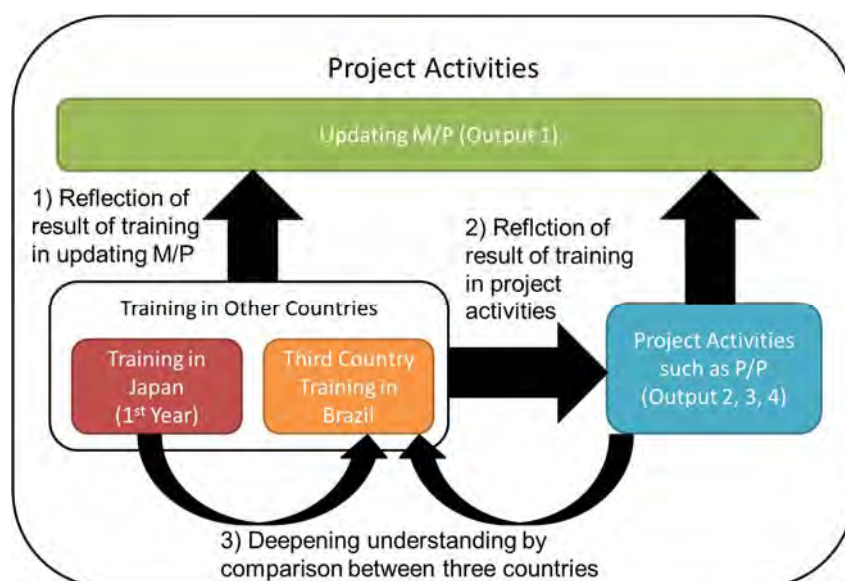 Project Activities
Updating M/P (Output 1)
1) Reflection of
result of training
in updating M/P
2) Reflction of
result of training
in project
activities
Training in Other Countries
Training in
Japan
(1st Year)
Third Country
Training in
Brazil
Project Activities
such as P/P
(Output 2, 3, 4)
3) Deepening understanding by
comparison between three countries